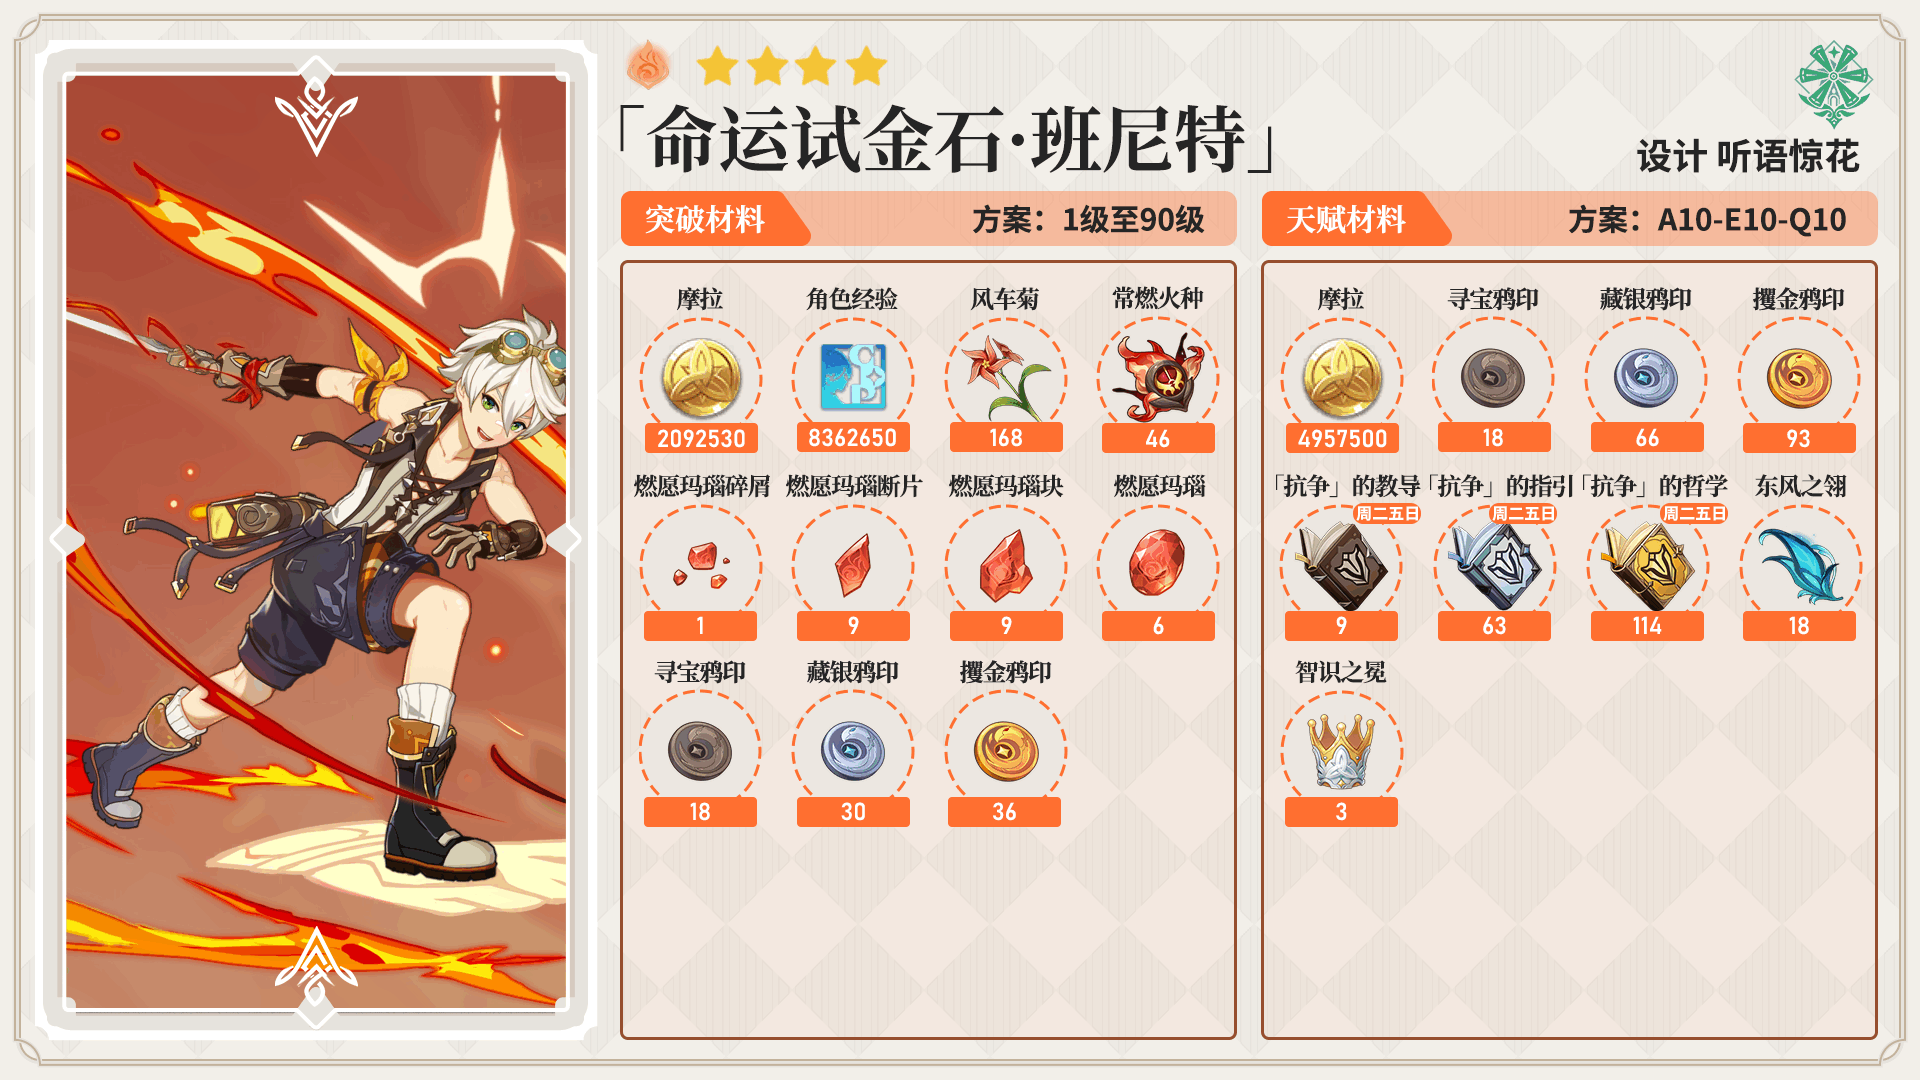 「命运试金石·班尼特」
设计 听语惊花
突破材料 方案：1级至90级
摩拉 角色经验 风车菊 常燃火种
2092530 8362650 168 46
燃愿玛瑙碎屑 燃愿玛瑙断片 燃愿玛瑙块 燃愿玛瑙
1 9 9 6
寻宝鸦印 藏银鸦印 攫金鸦印
18 30 36
天赋材料 方案：A10-E10-Q10
摩拉 寻宝鸦印 藏银鸦印 攫金鸦印
4957500 18 66 93
「抗争」的教导 「抗争」的指引 「抗争」的哲学 东风之翎
周二五日 周二五日 周二五日
9 63 114 18
智识之冕
3